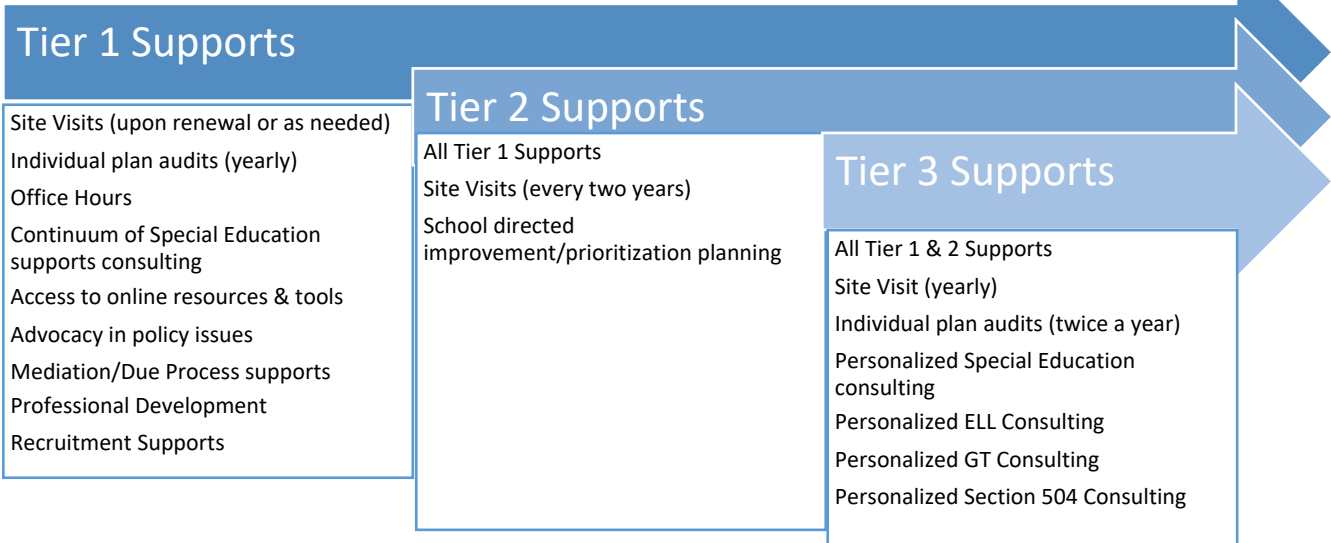 Tier 1 Supports
Site Visits (upon renewal or as needed)
Individual plan audits (yearly)
Office Hours
Continuum of Special Education
supports consulting
Access to online resources & tools
Advocacy in policy issues
Mediation/Due Process supports
Professional Development
Recruitment Supports
Tier 2 Supports
All Tier 1 Supports
Site Visits (every two years)
School directed
improvement/prioritization planning
Tier 3 Supports
All Tier 1 & 2 Supports
Site Visit (yearly)
Individual plan audits (twice a year)
Personalized Special Education
consulting
Personalized ELL Consulting
Personalized GT Consulting
Personalized Section 504 Consulting